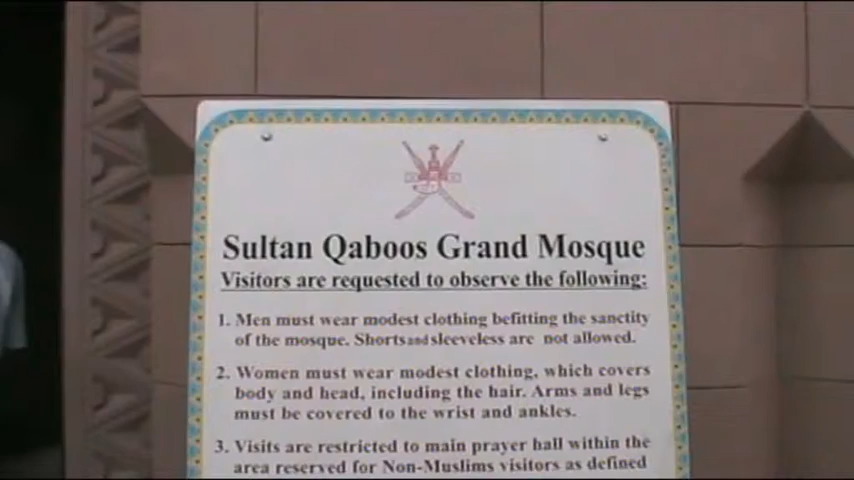 Sultan Qaboos Grand Mosque
Visitors are requested to observe the following:
1. Men must wear modest clothing befitting the sanctity
of the mosque. Shorts and sleeveless are not allowed.
2. Women must wear modest clothing, which covers
body and head, including the hair. Arms and legs
must be covered to the wrist and ankles.
3. Visits are restricted to main prayer hall within the
area reserved for Non-Muslims visitors as defined